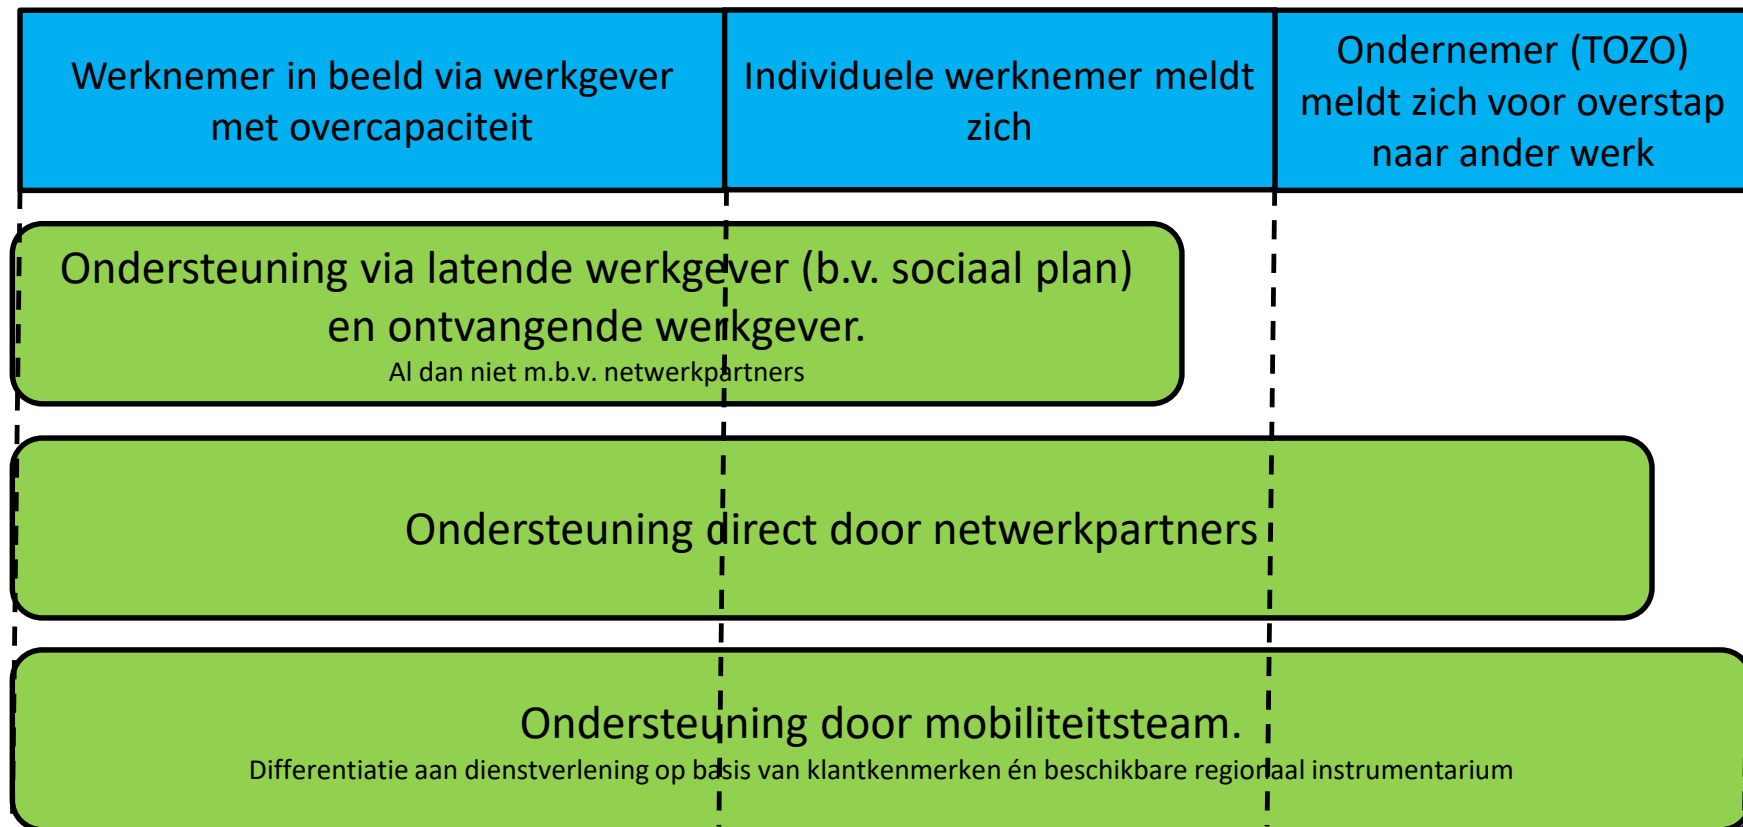 Werknemer in beeld via werkgever
met overcapaciteit
Individuele werknemer meldt
zich
Ondernemer (TOZO)
meldt zich voor overstap
naar ander werk
Ondersteuning via latende werkgever (b.v. sociaal plan)
en ontvangende werkgever.
Al dan niet m.b.v. netwerkpartners
Ondersteuning direct door netwerkpartners
Ondersteuning door mobiliteitsteam.
Differentiatie aan dienstverlening op basis van klantkenmerken én beschikbare regionaal instrumentarium